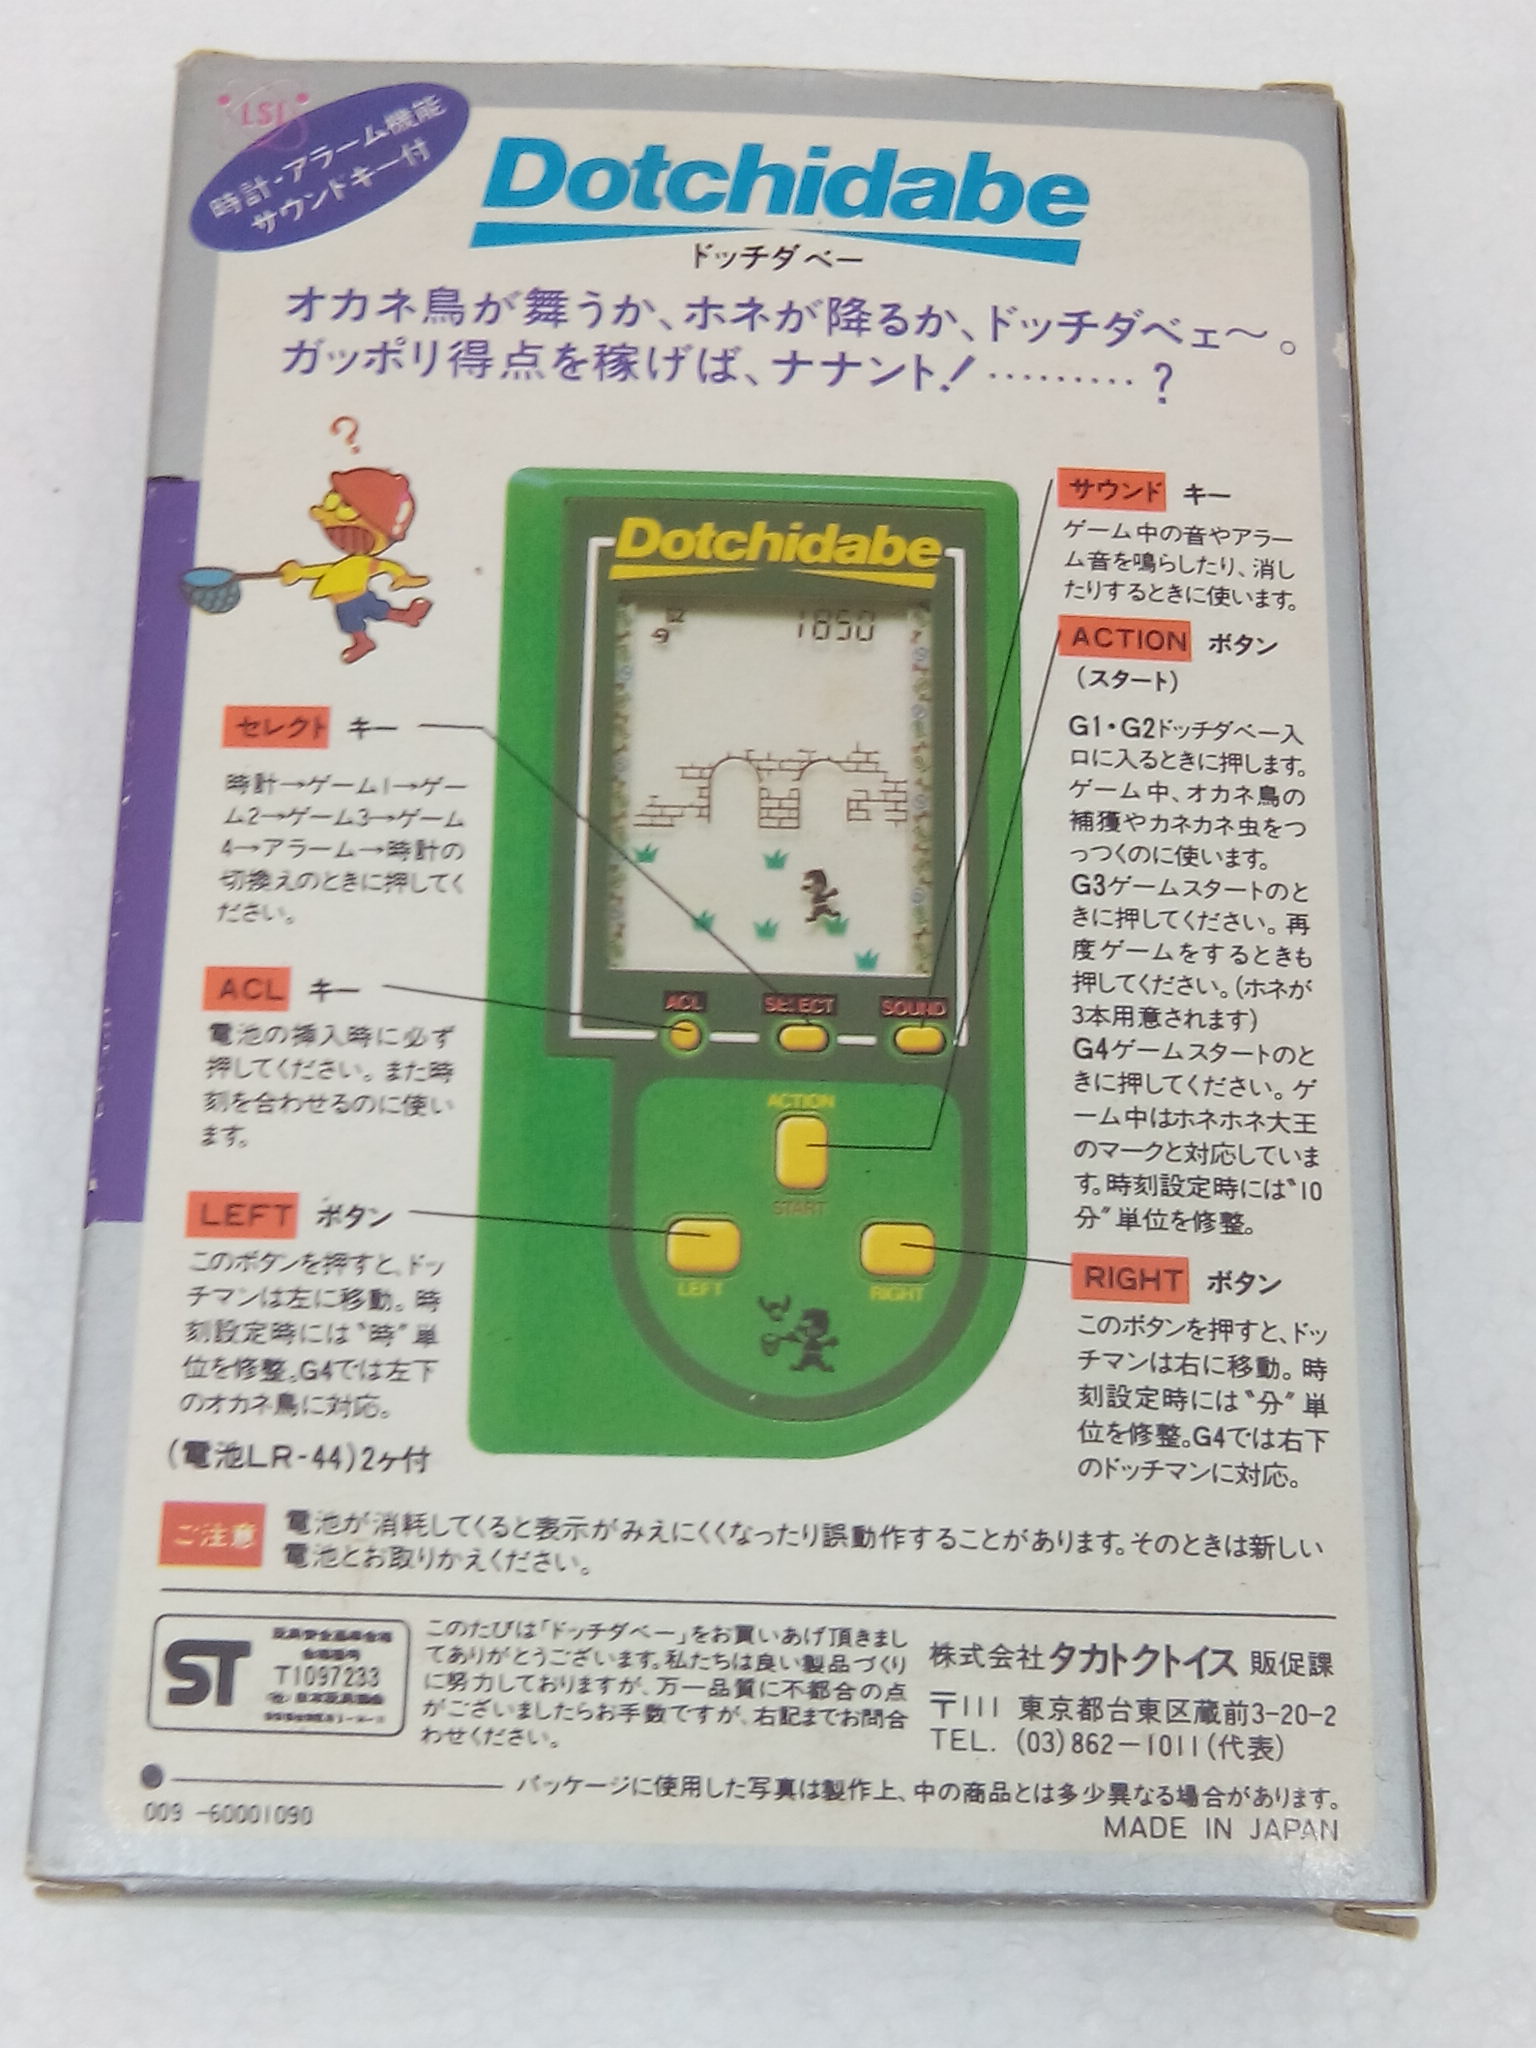 LSI
時計・アラーム機能
サウンドキー付
Dotchidabe
ドッチダベー
オカネ鳥が舞うか、ホネが降るか、ドッチダベェ〜。
ガッポリ得点を稼げば、ナナント!………?
?
セレクト キー
時計→ゲーム1→ゲー
ム2→ゲーム3→ゲーム
4→アラーム→時計の
切換えのときに押してく
ださい。
ACL キー
電池の挿入時に必ず
押してください。また時
刻を合わせるのに使い
ます。
LEFT ボタン
このボタンを押すと、ドッ
チマンは左に移動。時
刻設定時には〝時〟単
位を修整。G4では左下
のオカネ鳥に対応。
(電池LR-44)2ヶ付
Dotchidabe
12
-9
1850
ACL
SELECT
SOUND
ACTION
START
LEFT
RIGHT
サウンド キー
ゲーム中の音やアラー
ム音を鳴らしたり、消し
たりするときに使います。
ACTION ボタン
(スタート)
G1・G2ドッチダベー入
口に入るときに押します。
ゲーム中、オカネ鳥の
補獲やカネカネ虫をつ
っつくのに使います。
G3ゲームスタートのと
きに押してください。再
度ゲームをするときも
押してください。(ホネが
3本用意されます)
G4ゲームスタートのと
きに押してください。ゲ
ーム中はホネホネ大王
のマークと対応していま
す。時刻設定時には〝10
分〟単位を修整。
RIGHT ボタン
このボタンを押すと、ドッ
チマンは右に移動。時
刻設定時には〝分〟単
位を修整。G4では右下
のドッチマンに対応。
ご注意
電池が消耗してくると表示がみえにくくなったり誤動作することがあります。そのときは新しい
電池とお取りかえください。
ST
玩具安全基準合格
合格番号
T1097233
(社)日本玩具協会
このたびは「ドッチダベー」をお買いあげ頂きまし
てありがとうございます。私たちは良い製品づくり
に努力しておりますが、万一品質に不都合の点
がございましたらお手数ですが、右記までお問合
わせください。
株式会社タカトクトイス 販促課
〒111 東京都台東区蔵前3-20-2
TEL. (03)862-1011(代表)
パッケージに使用した写真は製作上、中の商品とは多少異なる場合があります。
009 -60001090
MADE IN JAPAN